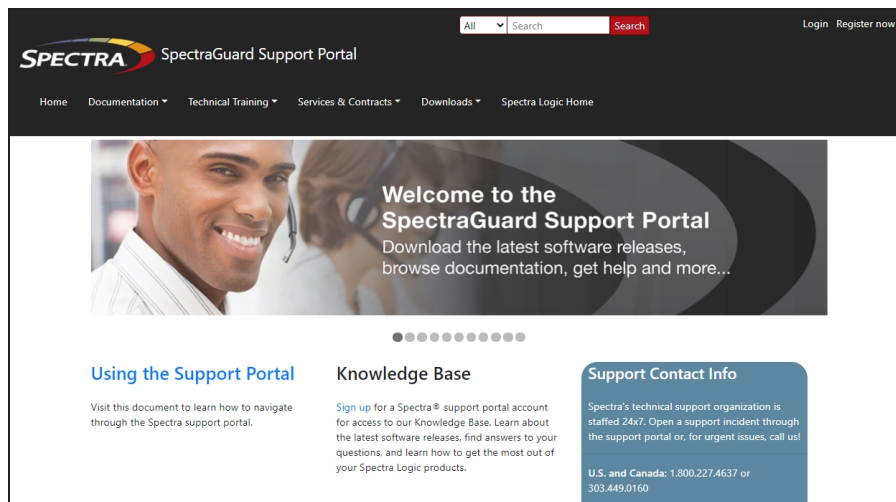 All Search Search Login Register now
SPECTRA SpectraGuard Support Portal
Home Documentation Technical Training Services & Contracts Downloads Spectra Logic Home
Welcome to the
SpectraGuard Support Portal
Download the latest software releases,
browse documentation, get help and more...
Using the Support Portal
Visit this document to learn how to navigate
through the Spectra support portal.
Knowledge Base
Sign up for a Spectra® support portal account
for access to our Knowledge Base. Learn about
the latest software releases, find answers to your
questions, and learn how to get the most out of
your Spectra Logic products.
Support Contact Info
Spectra's technical support organization is
staffed 24x7. Open a support incident through
the support portal or, for urgent issues, call us!
U.S. and Canada: 1.800.227.4637 or
303.449.0160